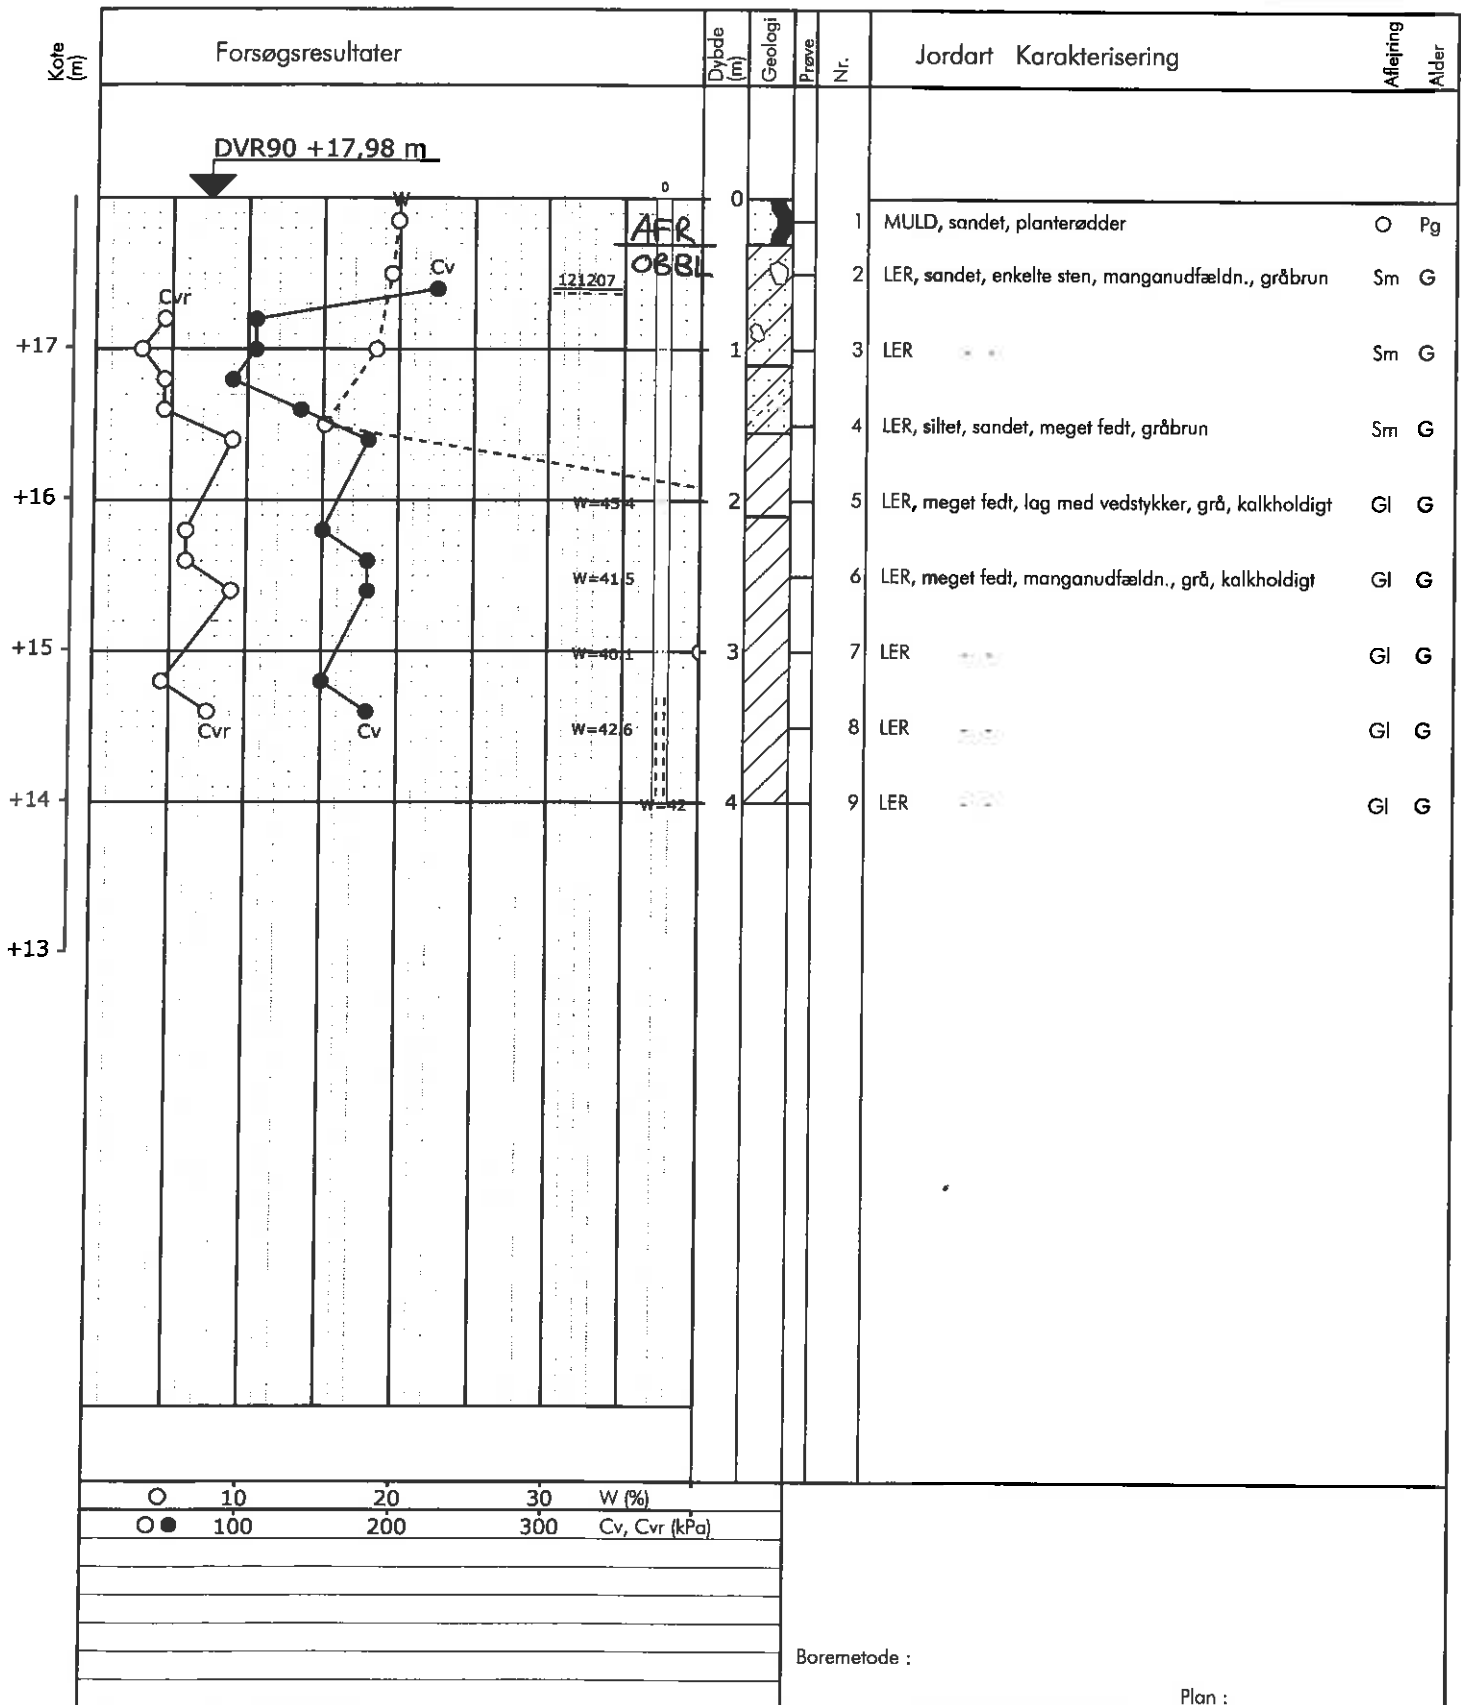 Kote (m) Forsøgsresultater Dybde (m) Geologi Prøve Nr. Jordart Karakterisering Aflejring Alder
DVR90 +17,98 m
D
W 0
AFR 1 MULD, sandet, planterødder O Pg
OBBL
Cv 121207 2 LER, sandet, enkelte sten, manganudfældn., gråbrun Sm G
Cvr
+17 1 3 LER - - Sm G
4 LER, siltet, sandet, meget fedt, gråbrun Sm G
+16 W=45.4 2 5 LER, meget fedt, lag med vedstykker, grå, kalkholdigt Gl G
W=41.5 6 LER, meget fedt, manganudfældn., grå, kalkholdigt Gl G
+15 W=40.1 3 7 LER - - Gl G
Cvr Cv W=42.6 8 LER - - Gl G
+14 W=42 4 9 LER - - Gl G
+13
10 20 30 W (%)
100 200 300 Cv, Cvr (kPa)
Boremetode :
Plan :